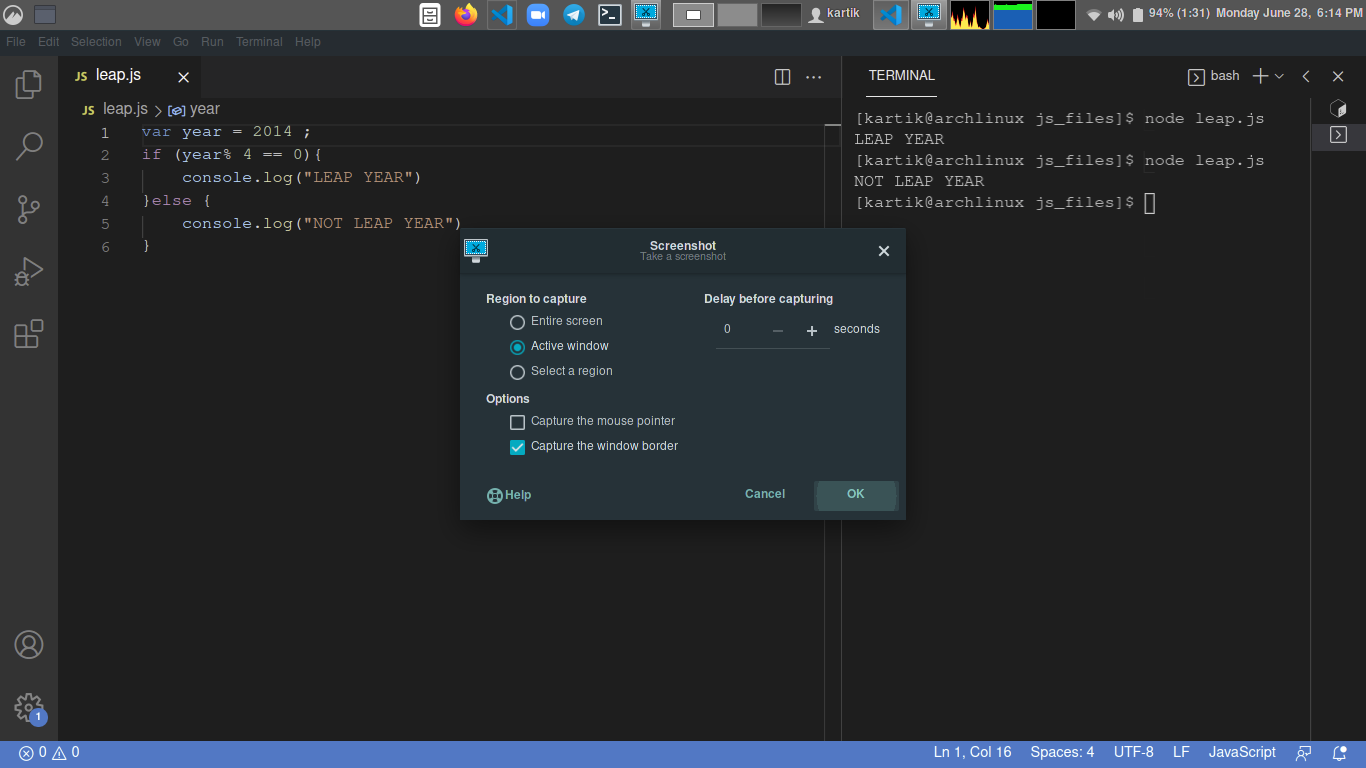 kartik
94% (1:31) Monday June 28, 6:14 PM
File Edit Selection View Go Run Terminal Help
JS leap.js
JS leap.js > year
1 var year = 2014 ;
2 if (year% 4 == 0){
3 console.log("LEAP YEAR")
4 }else {
5 console.log("NOT LEAP YEAR")
6 }
TERMINAL
bash
[kartik@archlinux js_files]$ node leap.js
LEAP YEAR
[kartik@archlinux js_files]$ node leap.js
NOT LEAP YEAR
[kartik@archlinux js_files]$
Screenshot
Take a screenshot
Region to capture
Entire screen
Active window
Select a region
Delay before capturing
0 − + seconds
Options
Capture the mouse pointer
Capture the window border
Help
Cancel
OK
1
0 0
Ln 1, Col 16 Spaces: 4 UTF-8 LF JavaScript